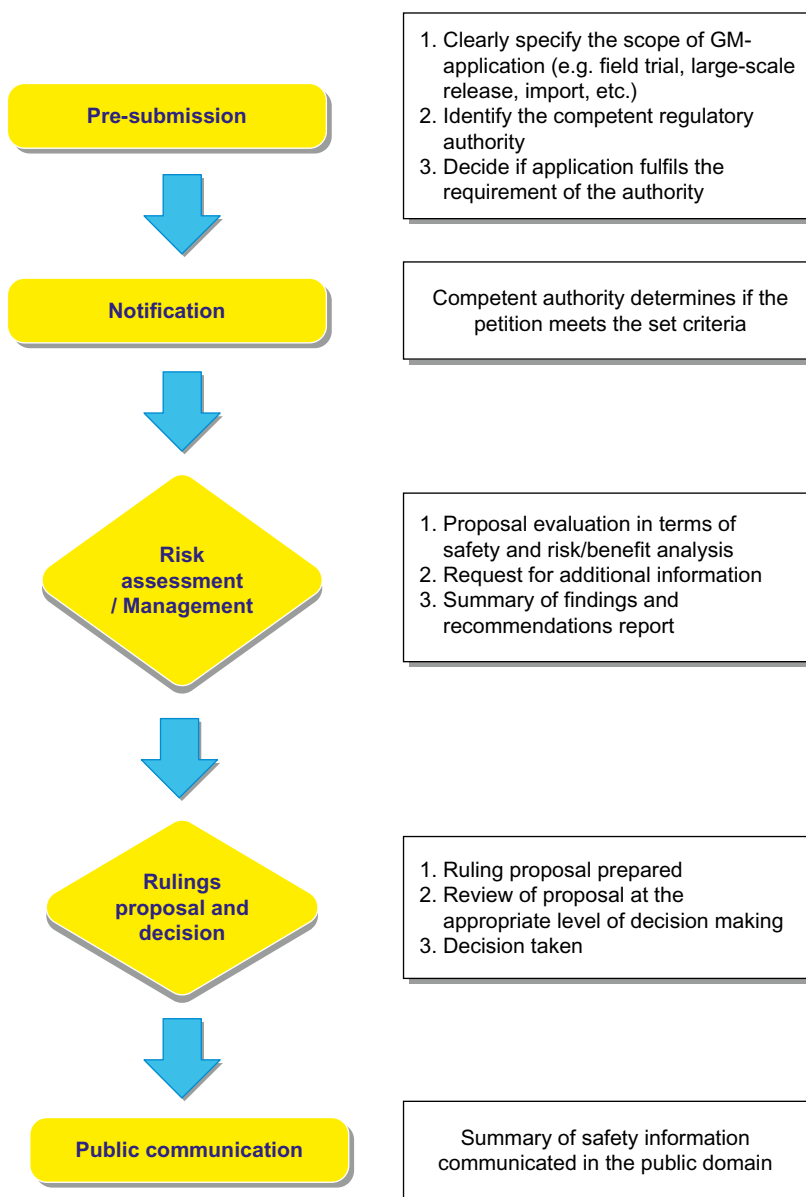 Pre-submission
1. Clearly specify the scope of GM-
application (e.g. field trial, large-scale
release, import, etc.)
2. Identify the competent regulatory
authority
3. Decide if application fulfils the
requirement of the authority
Notification
Competent authority determines if the
petition meets the set criteria
Risk
assessment
/ Management
1. Proposal evaluation in terms of
safety and risk/benefit analysis
2. Request for additional information
3. Summary of findings and
recommendations report
Rulings
proposal and
decision
1. Ruling proposal prepared
2. Review of proposal at the
appropriate level of decision making
3. Decision taken
Public communication
Summary of safety information
communicated in the public domain